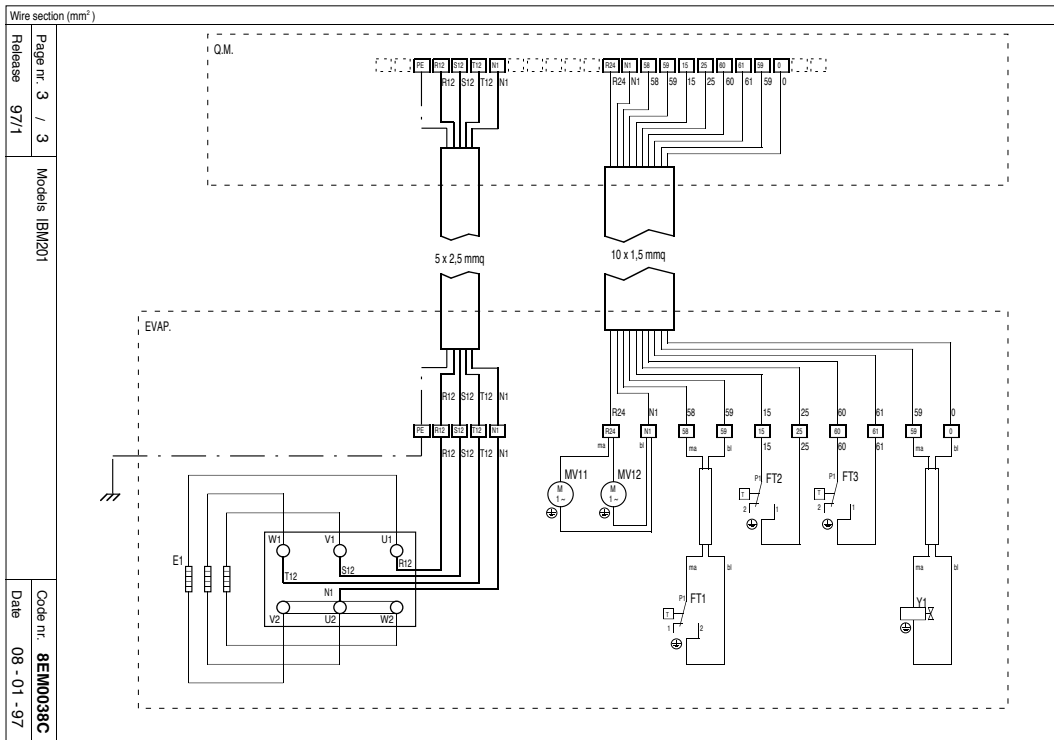 Wire section (mm²)
Page nr. 3 / 3
Release 97/1
Models IBM201
Code nr. 8EM0038C
Date 08 - 01 - 97
Q.M.
PE R12 S12 T12 N1
R12 S12 T12 N1
R24 N1 58 59 15 25 60 61 59 0
R24 N1 58 59 15 25 60 61 59 0
5 x 2,5 mmq
10 x 1,5 mmq
EVAP.
R12 S12 T12 N1
R24 N1 58 59 15 25 60 61 59 0
PE R12 S12 T12 N1
R24 N1 58 59 15 25 60 61 59 0
R12 S12 T12 N1
15 25 60 61
ma bl ma bl ma bl
MV11 MV12
M 1~
M 1~
P1 FT2
T
2 1
P1 FT3
T
2 1
W1 V1 U1
T12 S12 R12
E1
N1
V2 U2 W2
ma bl
P1 FT1
T
1 2
ma bl
Y1